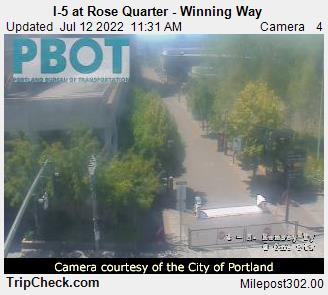 I-5 at Rose Quarter - Winning Way
Updated Jul 12 2022 11:31 AM Camera 4
PBOT
PORTLAND BUREAU OF TRANSPORTATION
Camera courtesy of the City of Portland
TripCheck.com Milepost302.00